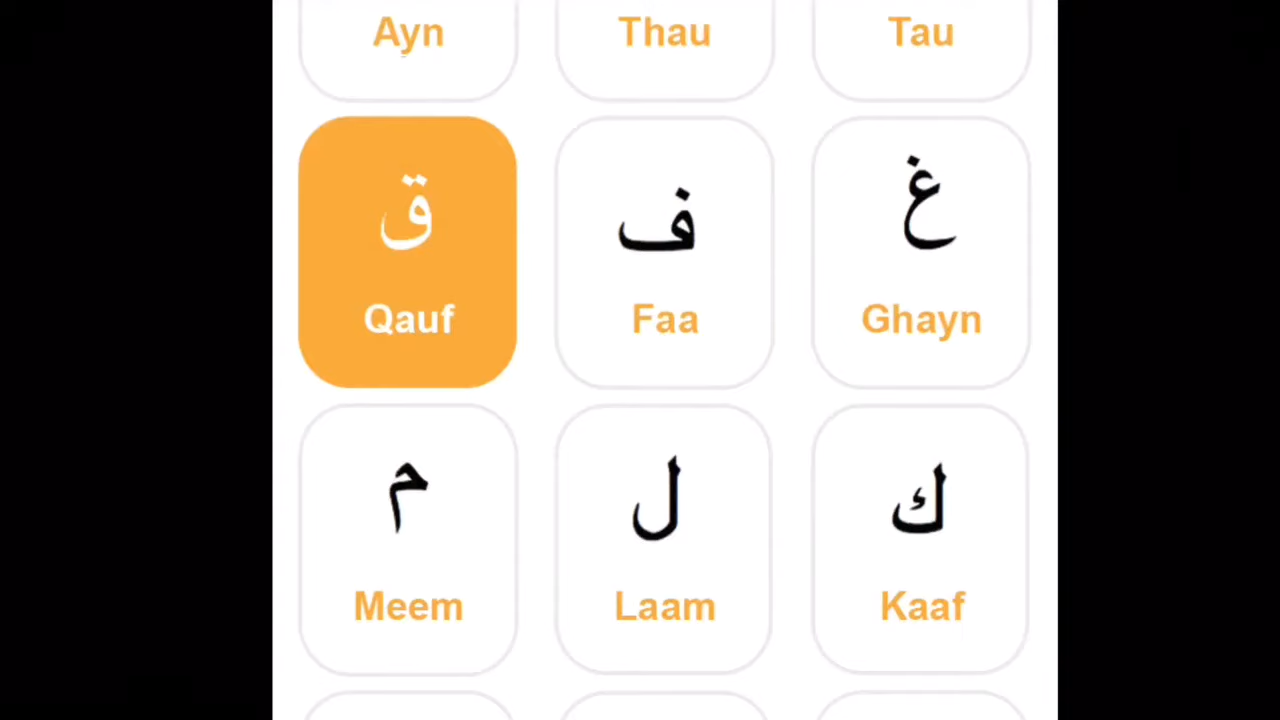 Ayn Thau Tau
ق ف غ
Qauf Faa Ghayn
م ل ك
Meem Laam Kaaf